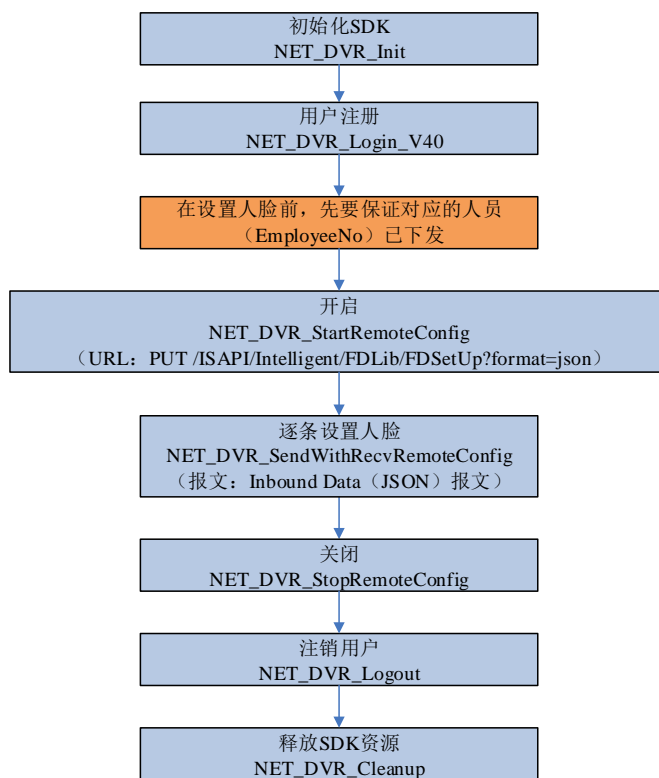 初始化SDK
NET_DVR_Init
用户注册
NET_DVR_Login_V40
在设置人脸前，先要保证对应的人员
（EmployeeNo）已下发
开启
NET_DVR_StartRemoteConfig
（URL：PUT /ISAPI/Intelligent/FDLib/FDSetUp?format=json）
逐条设置人脸
NET_DVR_SendWithRecvRemoteConfig
（报文：Inbound Data（JSON）报文）
关闭
NET_DVR_StopRemoteConfig
注销用户
NET_DVR_Logout
释放SDK资源
NET_DVR_Cleanup